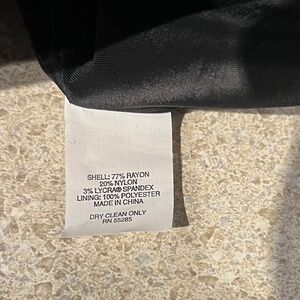 SHELL: 77% RAYON
20% NYLON
3% LYCRA® SPANDEX
LINING: 100% POLYESTER
MADE IN CHINA
DRY CLEAN ONLY
RN 55285